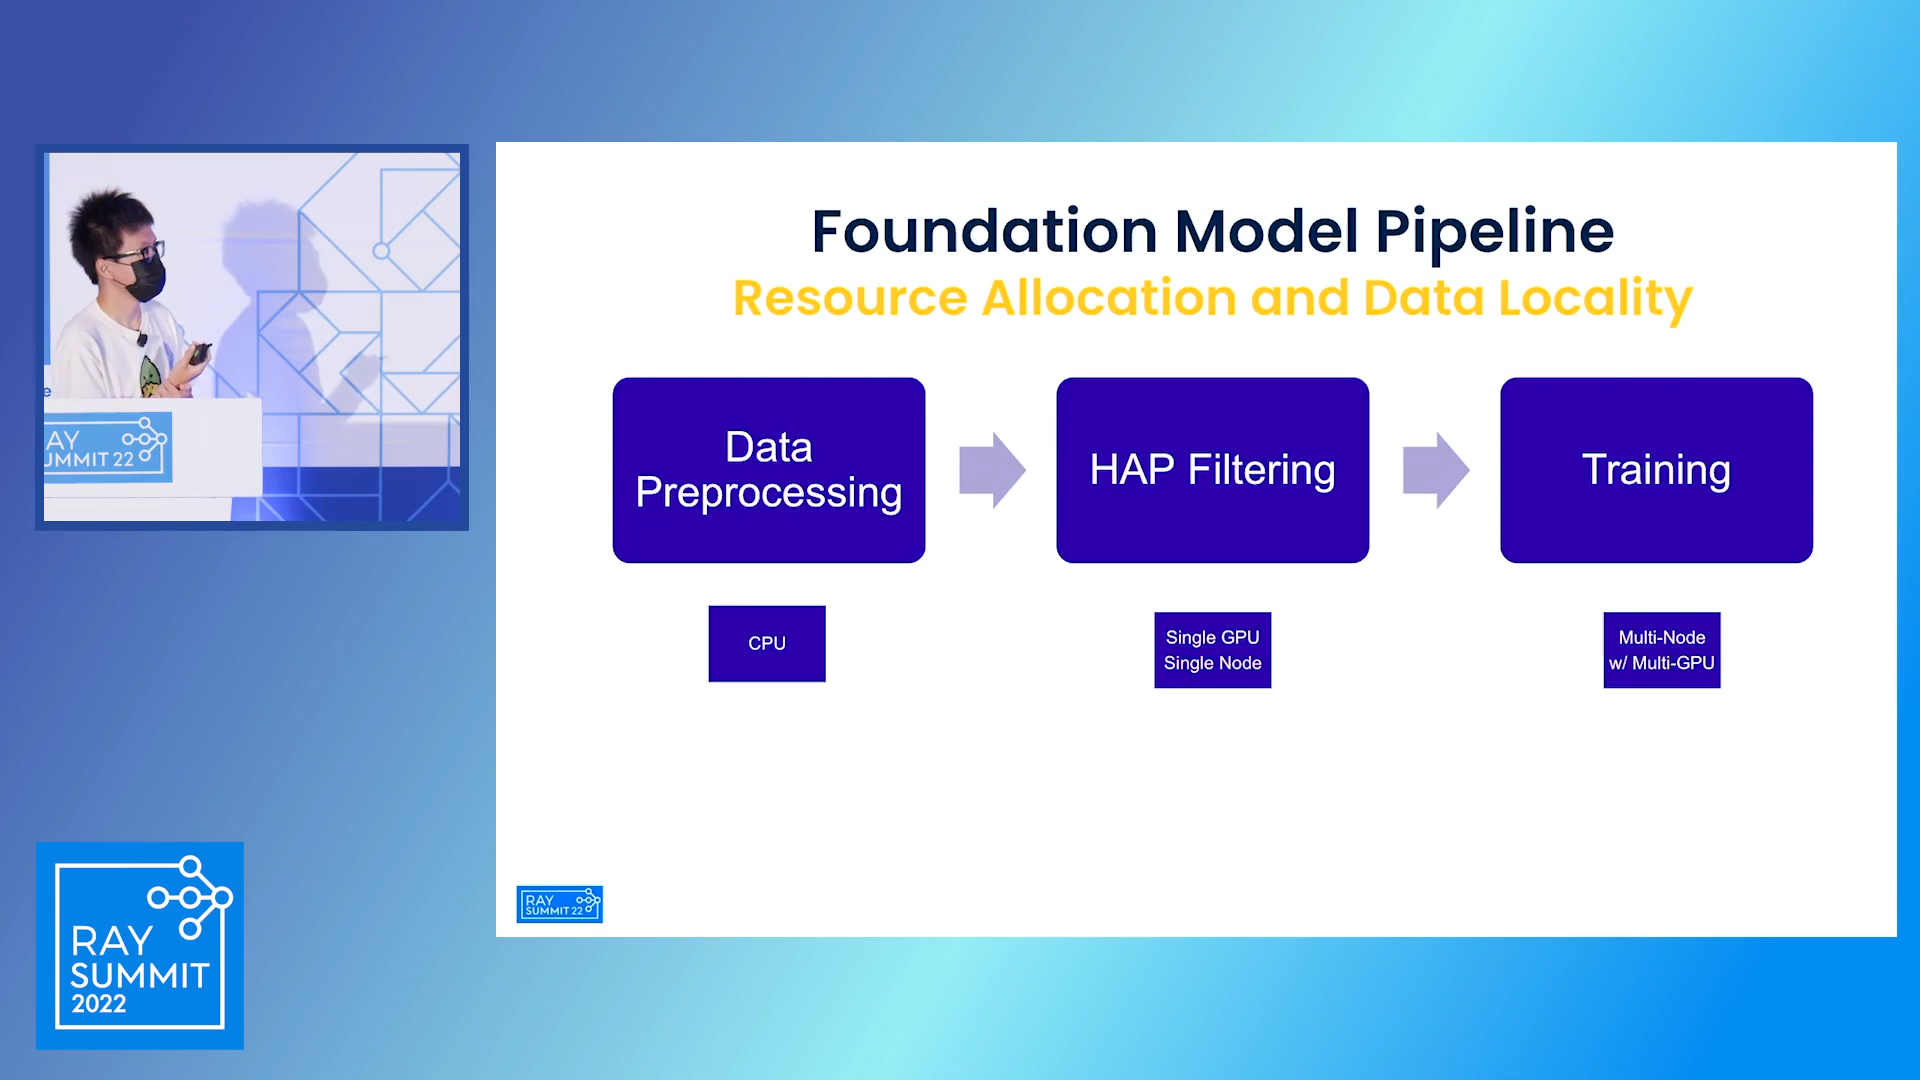 Foundation Model Pipeline
Resource Allocation and Data Locality
Data
Preprocessing
HAP Filtering
Training
CPU
Single GPU
Single Node
Multi-Node
w/ Multi-GPU
RAY
SUMMIT 22
e
AY
UMMIT 22
RAY
SUMMIT
2022